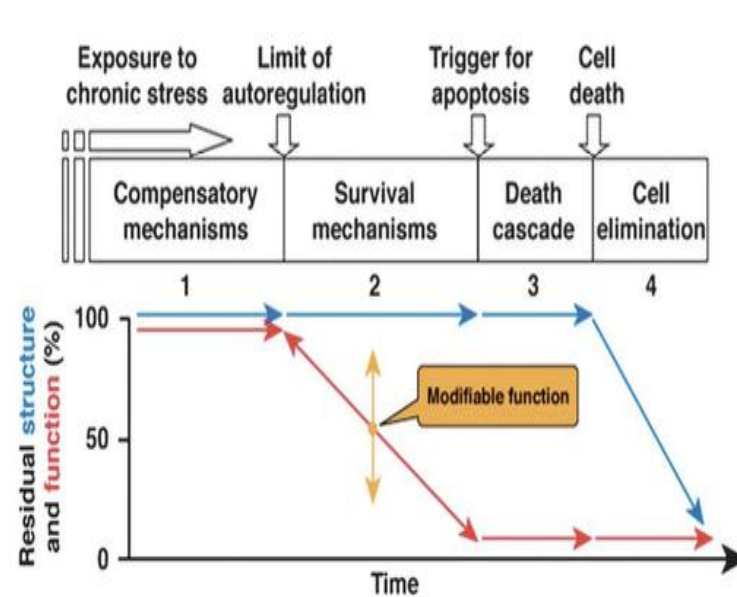 Exposure to
chronic stress
Limit of
autoregulation
Trigger for
apoptosis
Cell
death
Compensatory
mechanisms
Survival
mechanisms
Death
cascade
Cell
elimination
1
2
3
4
Residual structure
and function (%)
100
50
0
Modifiable function
Time